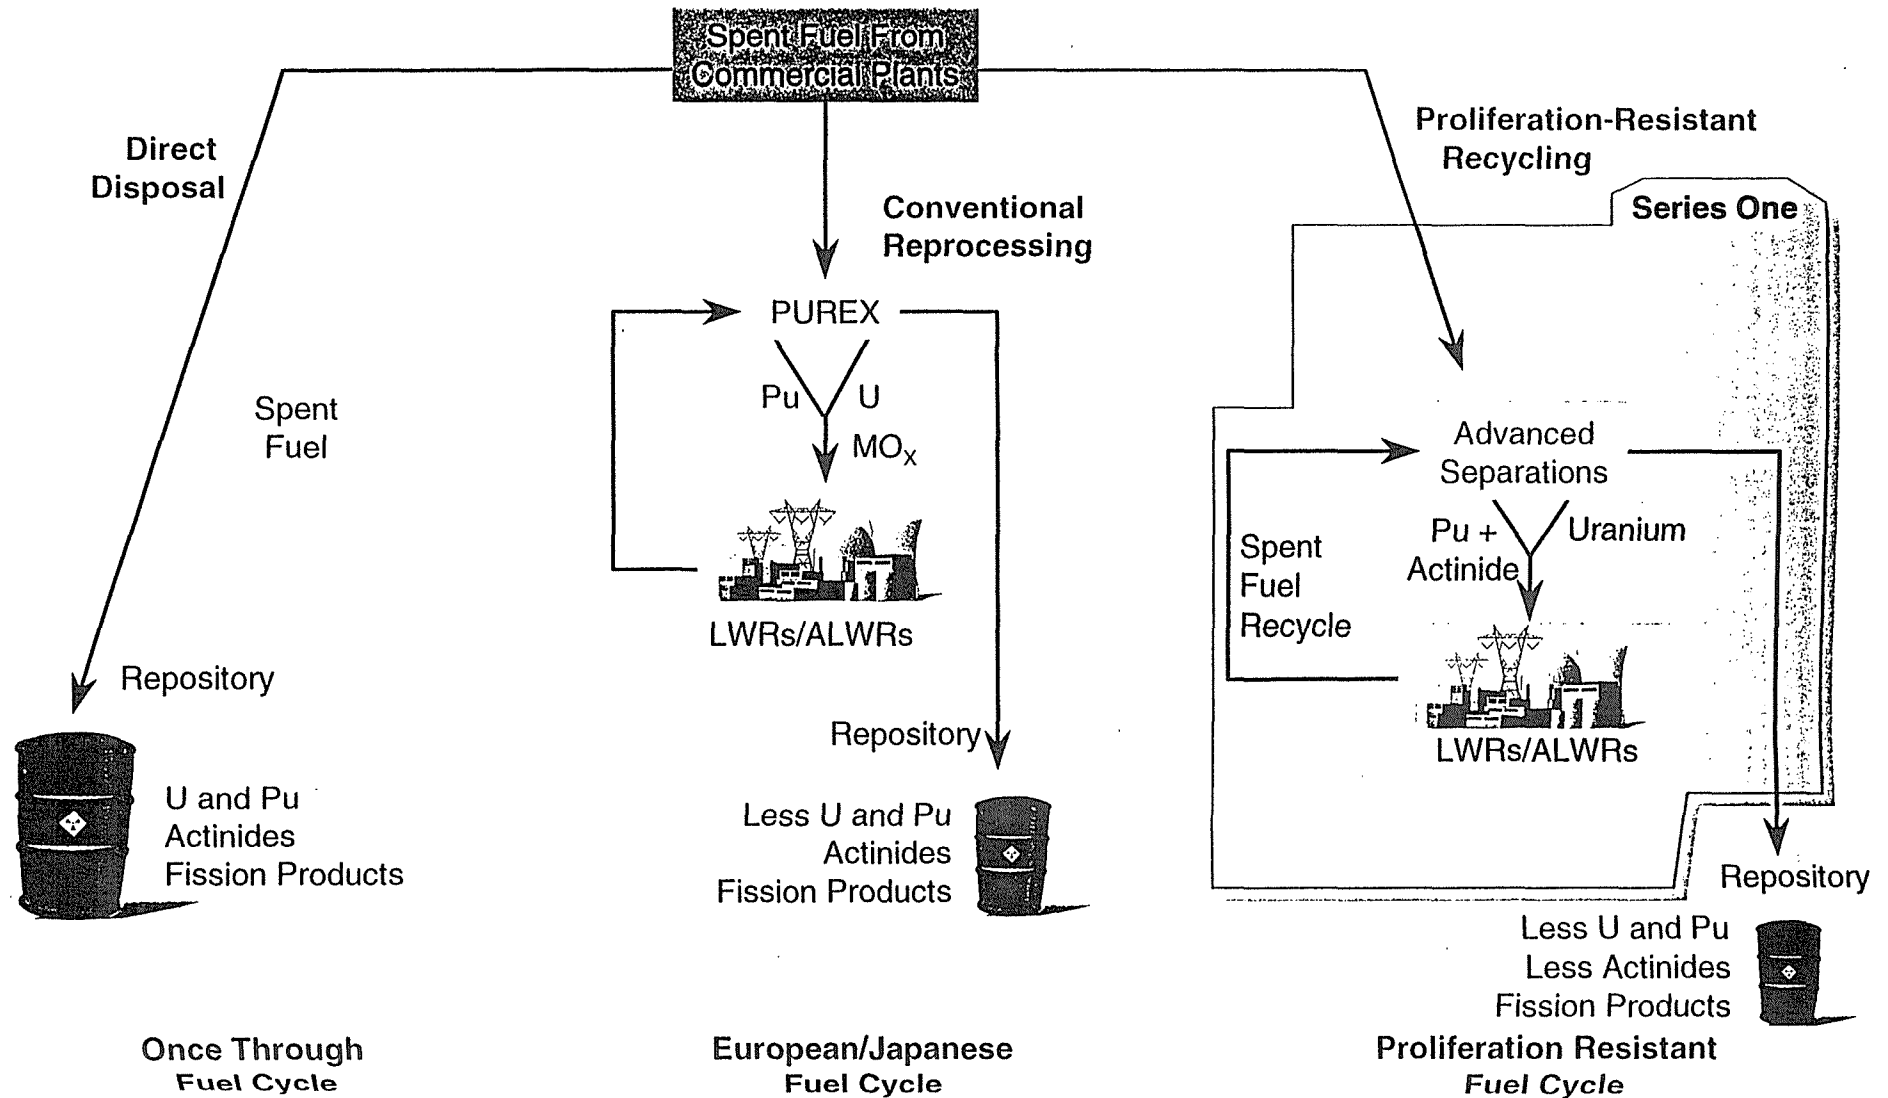 Spent Fuel From
Commercial Plants
Direct
Disposal
Spent
Fuel
Repository
U and Pu
Actinides
Fission Products
Once Through
Fuel Cycle
Conventional
Reprocessing
PUREX
Pu
U
MOX
LWRs/ALWRs
Repository
Less U and Pu
Actinides
Fission Products
European/Japanese
Fuel Cycle
Proliferation-Resistant
Recycling
Series One
Advanced
Separations
Pu +
Actinide
Uranium
Spent
Fuel
Recycle
LWRs/ALWRs
Repository
Less U and Pu
Less Actinides
Fission Products
Proliferation Resistant
Fuel Cycle